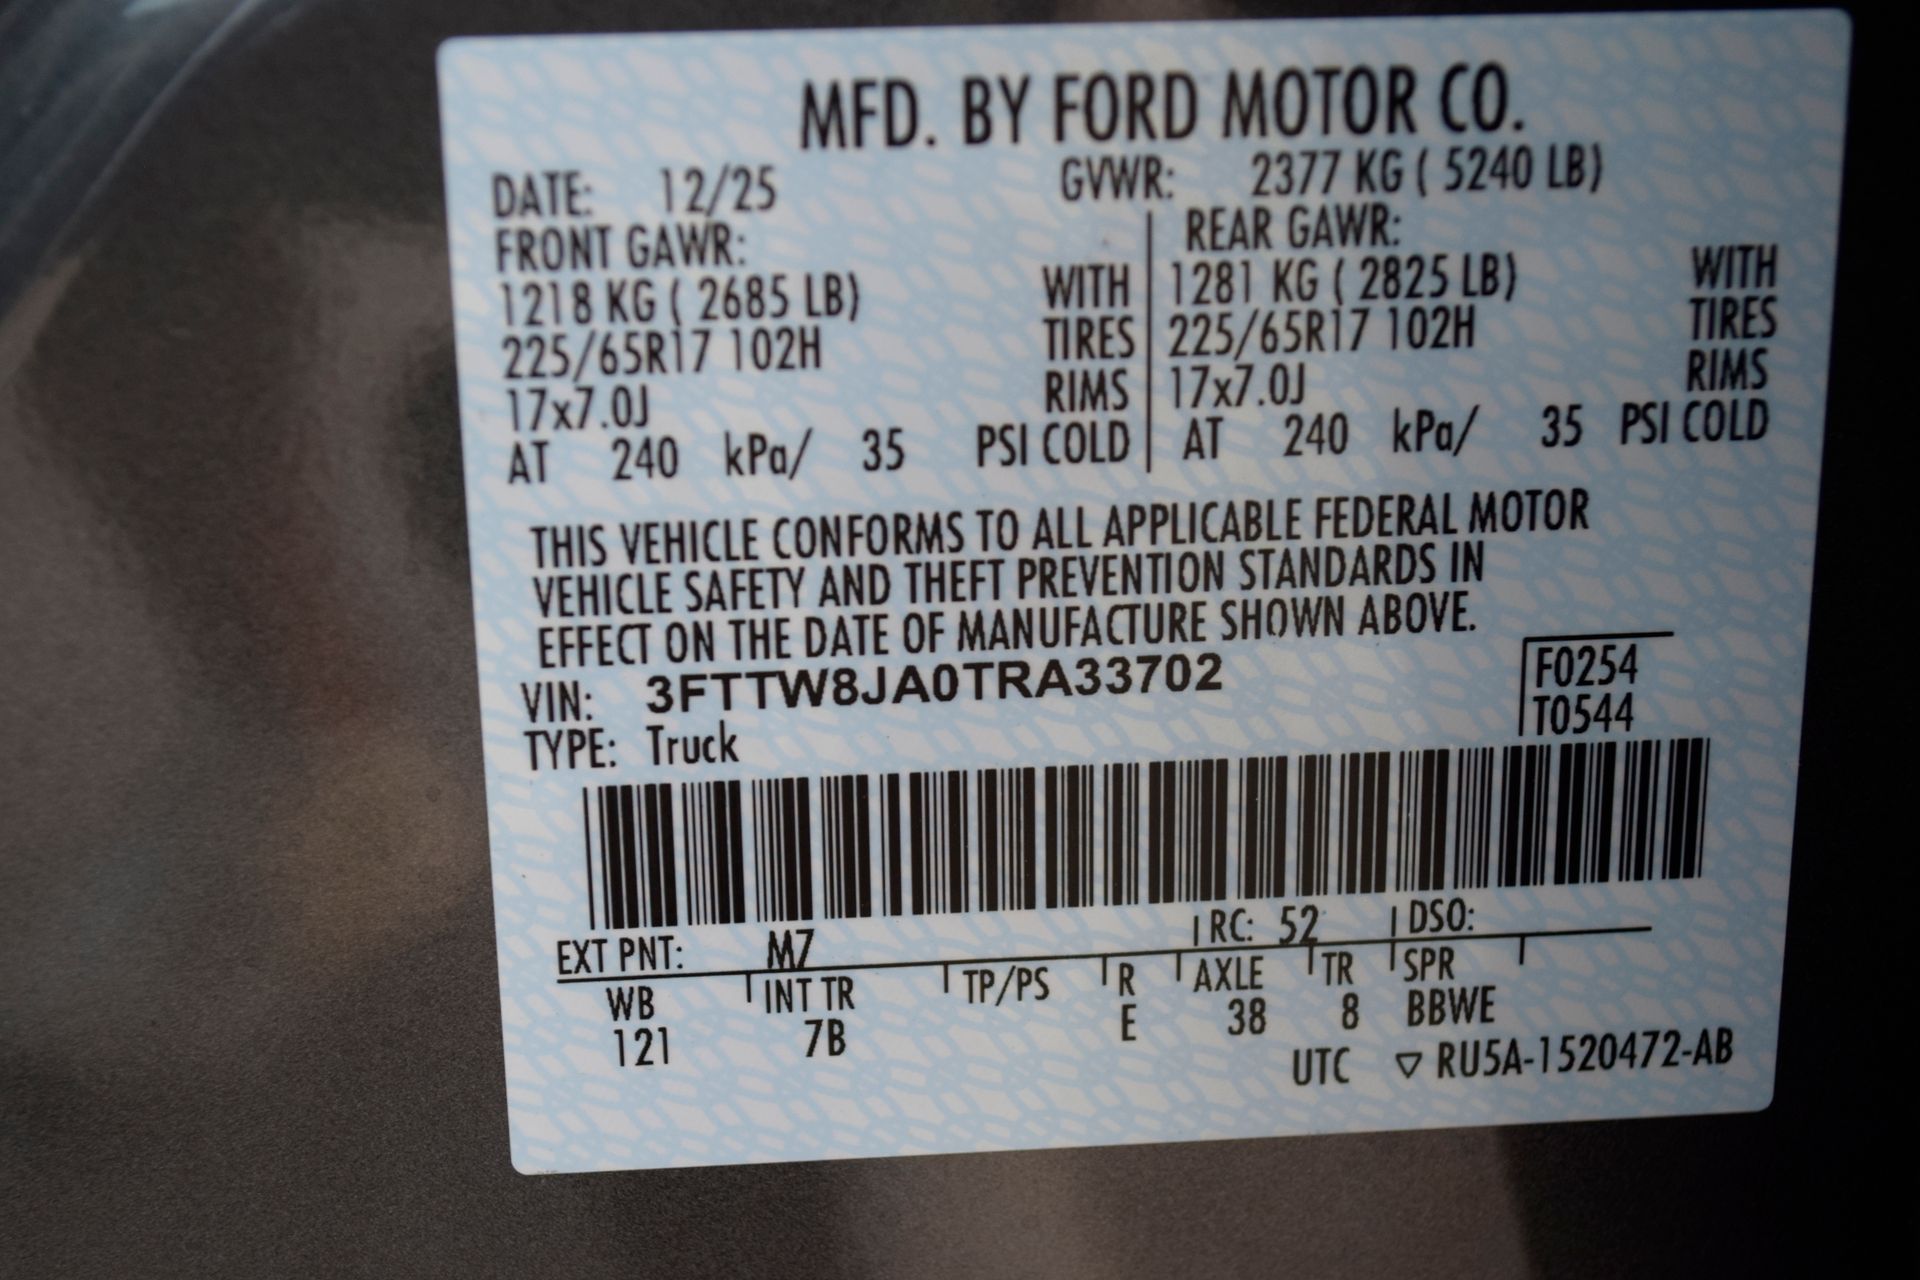 MFD. BY FORD MOTOR CO.
DATE: 12/25 GVWR: 2377 KG ( 5240 LB)
FRONT GAWR: REAR GAWR:
1218 KG ( 2685 LB) WITH 1281 KG ( 2825 LB) WITH
225/65R17 102H TIRES 225/65R17 102H TIRES
17x7.0J RIMS 17x7.0J RIMS
AT 240 kPa/ 35 PSI COLD AT 240 kPa/ 35 PSI COLD
THIS VEHICLE CONFORMS TO ALL APPLICABLE FEDERAL MOTOR
VEHICLE SAFETY AND THEFT PREVENTION STANDARDS IN
EFFECT ON THE DATE OF MANUFACTURE SHOWN ABOVE.
VIN: 3FTTW8JA0TRA33702 F0254
TYPE: Truck T0544
EXT PNT: M7 RC: 52 DSO:
WB INT TR TP/PS R AXLE TR SPR
121 7B E 38 8 BBWE
UTC ▽ RU5A-1520472-AB